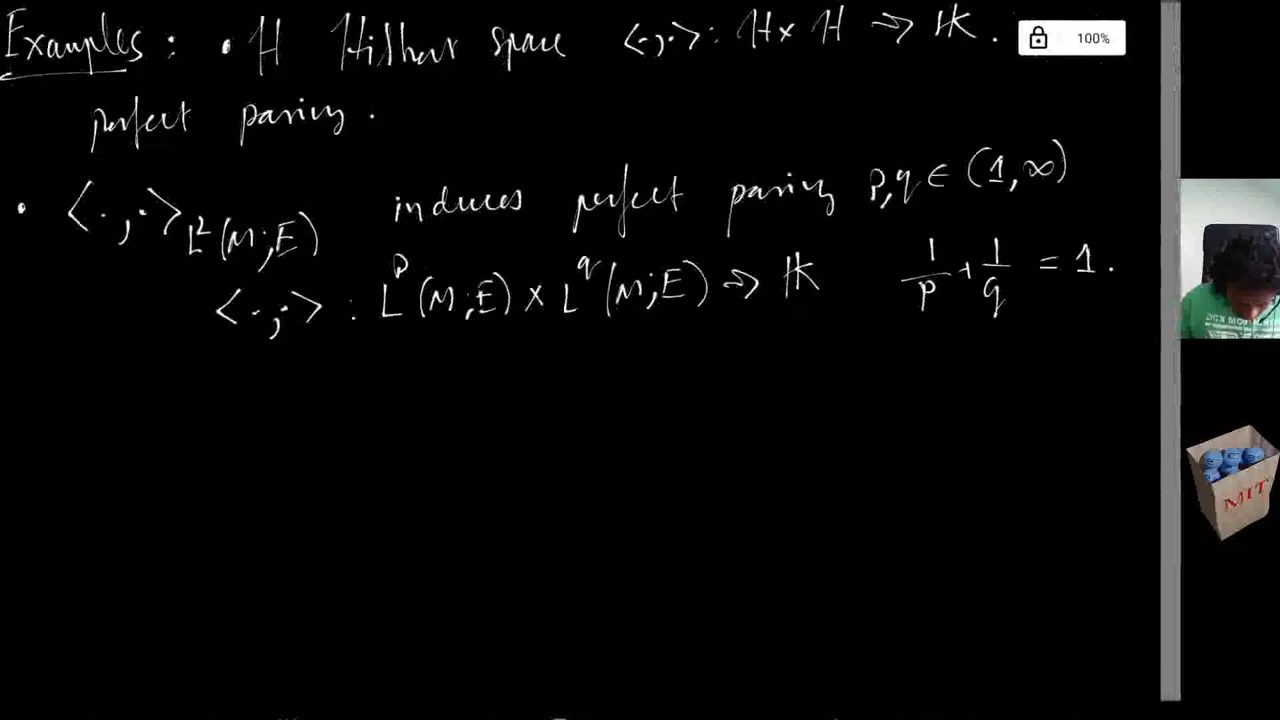 Examples: • H Hilbert space <·,·>: H × H → K.
100%
perfect pairing.
• <·,·>_{L²(M;E)} induces perfect pairing p,q ∈ (1,∞)
<·,·> : L^p(M;E) × L^q(M;E) → K 1/p + 1/q = 1.
MIT